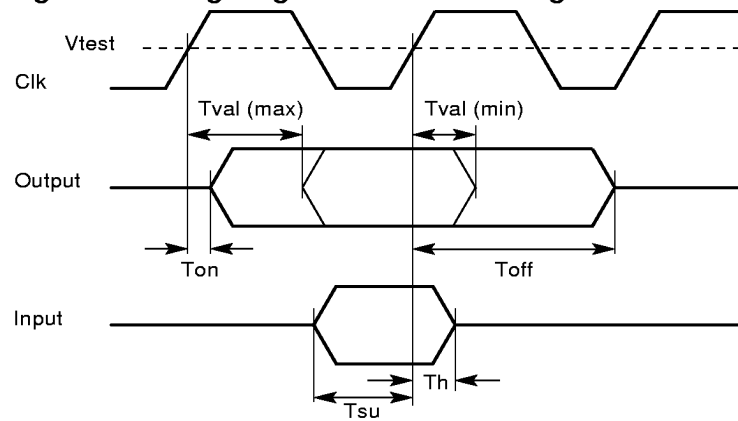 Vtest
Clk
Tval (max)
Tval (min)
Output
Ton
Toff
Input
Th
Tsu